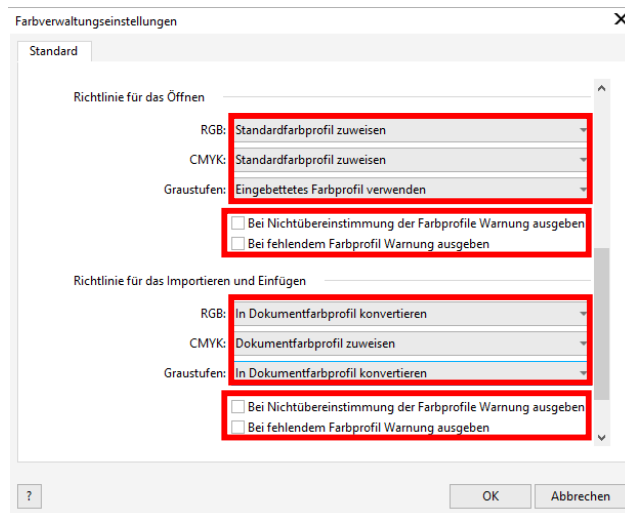 Farbverwaltungseinstellungen X
Standard
Richtlinie für das Öffnen
RGB: Standardfarbprofil zuweisen
CMYK: Standardfarbprofil zuweisen
Graustufen: Eingebettetes Farbprofil verwenden
Bei Nichtübereinstimmung der Farbprofile Warnung ausgeben
Bei fehlendem Farbprofil Warnung ausgeben
Richtlinie für das Importieren und Einfügen
RGB: In Dokumentfarbprofil konvertieren
CMYK: Dokumentfarbprofil zuweisen
Graustufen: In Dokumentfarbprofil konvertieren
Bei Nichtübereinstimmung der Farbprofile Warnung ausgeben
Bei fehlendem Farbprofil Warnung ausgeben
? OK Abbrechen